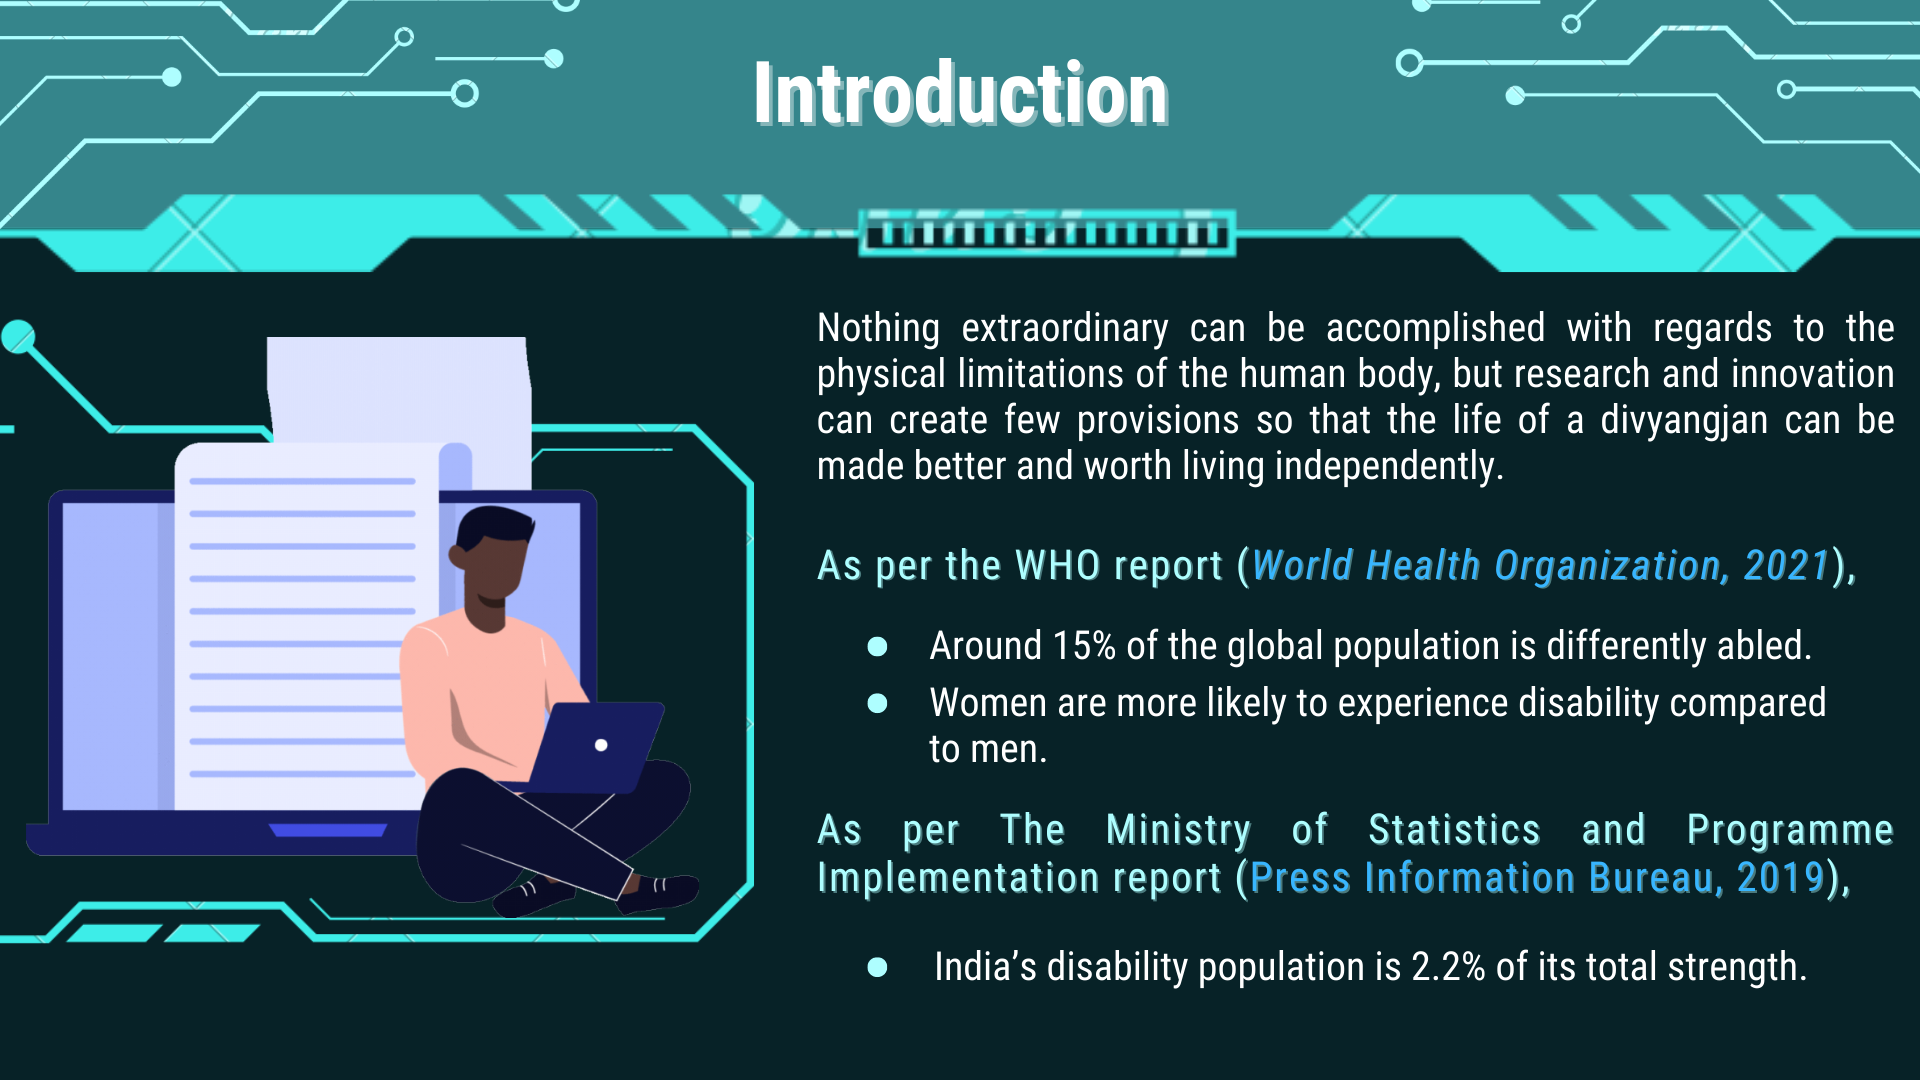 Introduction
Nothing extraordinary can be accomplished with regards to the
physical limitations of the human body, but research and innovation
can create few provisions so that the life of a divyangjan can be
made better and worth living independently.
As per the WHO report (World Health Organization, 2021),
● Around 15% of the global population is differently abled.
● Women are more likely to experience disability compared
to men.
As per The Ministry of Statistics and Programme
Implementation report (Press Information Bureau, 2019),
● India’s disability population is 2.2% of its total strength.